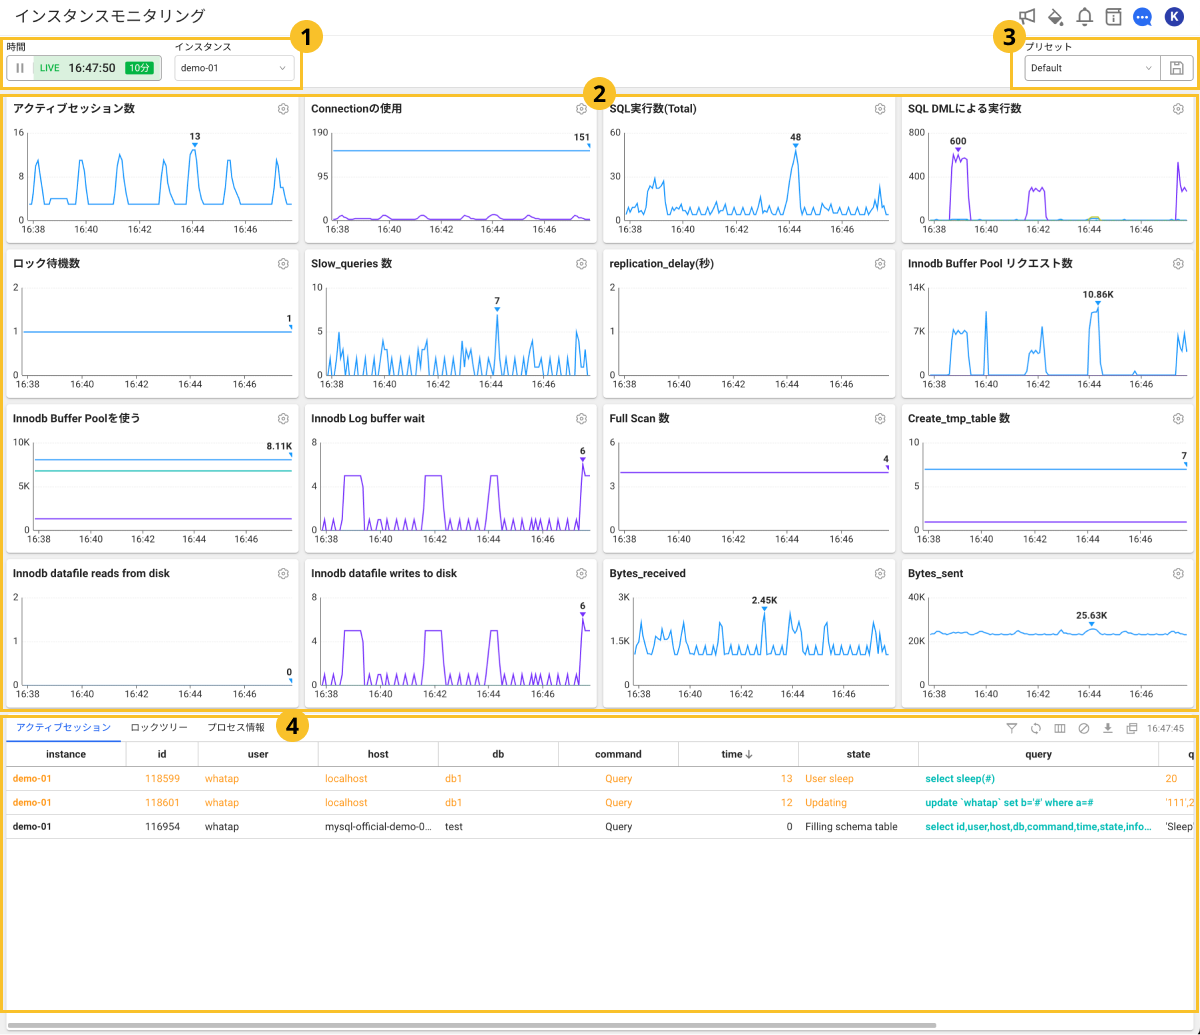 インスタンスモニタリング
K
1
3
時間
インスタンス
プリセット
LIVE 16:47:50 10分
demo-01
Default
2
アクティブセッション数
16
8
0
13
16:38 16:40 16:42 16:44 16:46
Connectionの使用
190
95
0
151
16:38 16:40 16:42 16:44 16:46
SQL実行数(Total)
60
30
0
48
16:38 16:40 16:42 16:44 16:46
SQL DMLによる実行数
800
400
0
600
16:38 16:40 16:42 16:44 16:46
ロック待機数
2
1
0
1
16:38 16:40 16:42 16:44 16:46
Slow_queries 数
10
5
0
7
16:38 16:40 16:42 16:44 16:46
replication_delay(秒)
2
1
0
16:38 16:40 16:42 16:44 16:46
Innodb Buffer Pool リクエスト数
14K
7K
0
10.86K
16:38 16:40 16:42 16:44 16:46
Innodb Buffer Poolを使う
10K
5K
0
8.11K
16:38 16:40 16:42 16:44 16:46
Innodb Log buffer wait
8
4
0
6
16:38 16:40 16:42 16:44 16:46
Full Scan 数
6
3
0
4
16:38 16:40 16:42 16:44 16:46
Create_tmp_table 数
10
5
0
7
16:38 16:40 16:42 16:44 16:46
Innodb datafile reads from disk
2
1
0
0
16:38 16:40 16:42 16:44 16:46
Innodb datafile writes to disk
8
4
0
6
16:38 16:40 16:42 16:44 16:46
Bytes_received
3K
1.5K
0
2.45K
16:38 16:40 16:42 16:44 16:46
Bytes_sent
40K
20K
0
25.63K
16:38 16:40 16:42 16:44 16:46
アクティブセッション ロックツリー プロセス情報 4 16:47:45
instance id user host db command time↓ state query q
demo-01 118599 whatap localhost db1 Query 13 User sleep select sleep(#) 20
demo-01 118601 whatap localhost db1 Query 12 Updating update `whatap` set b='#' where a=# '111',2
demo-01 116954 whatap mysql-official-demo-0... test Query 0 Filling schema table select id,user,host,db,command,time,state,info... 'Sleep'